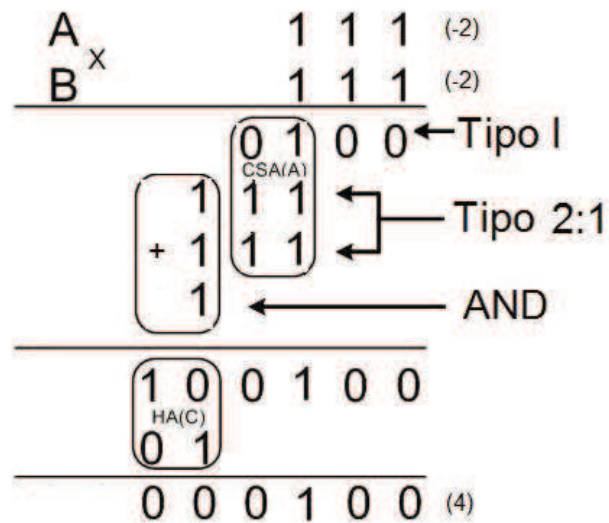 A 1 1 1 (-2)
X
B 1 1 1 (-2)
0 1 0 0 Tipo I
CSA(A)
1 1 1
Tipo 2:1
+ 1 1 1
1 AND
1 0 0 1 0 0
HA(C)
0 1
0 0 0 1 0 0 (4)